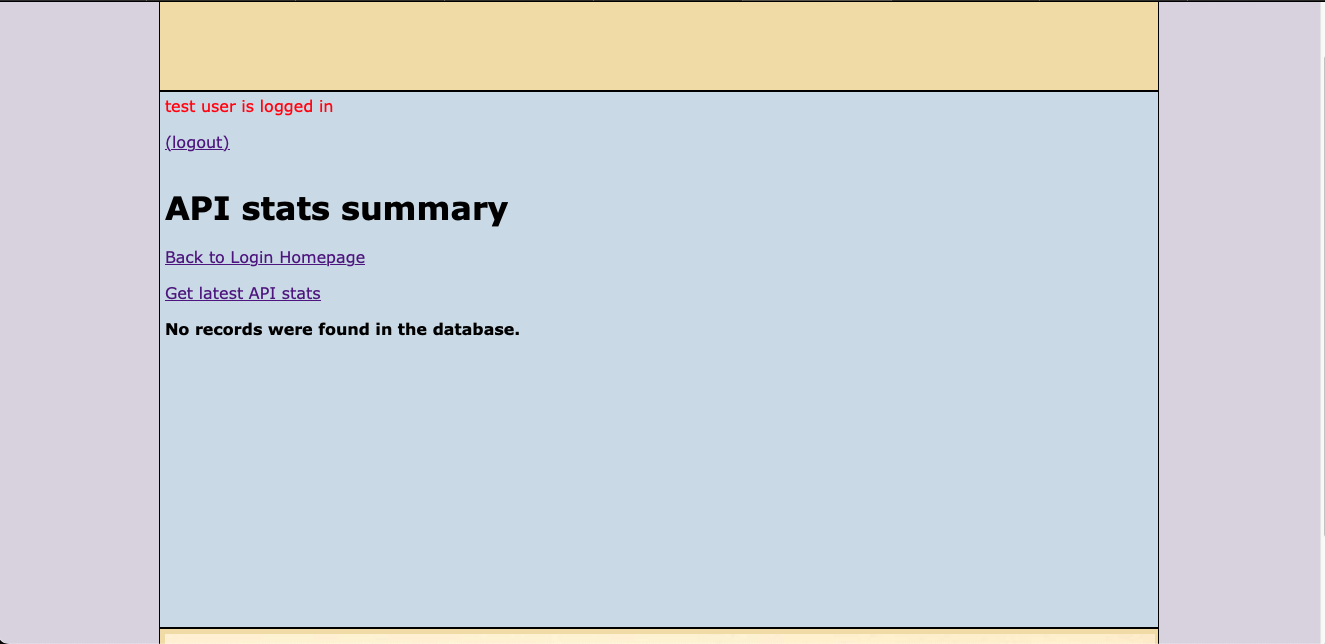 test user is logged in
(logout)
API stats summary
Back to Login Homepage
Get latest API stats
No records were found in the database.